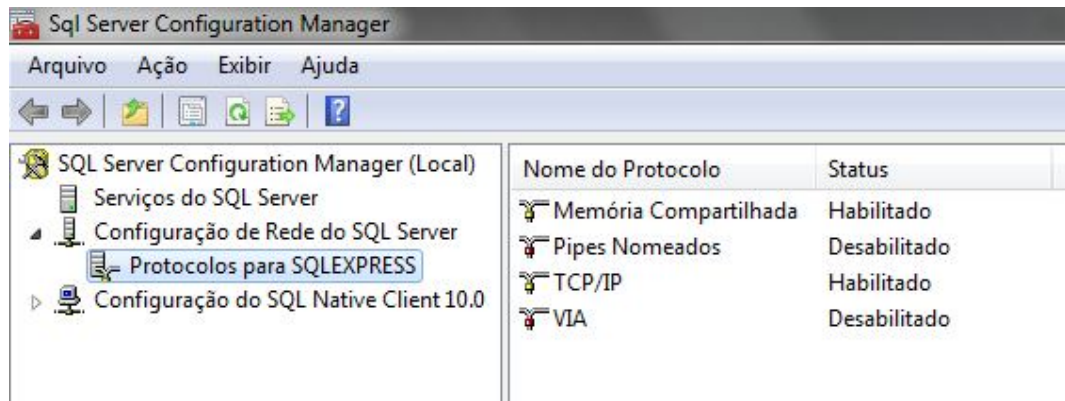 Sql Server Configuration Manager
Arquivo Ação Exibir Ajuda
SQL Server Configuration Manager (Local)
Serviços do SQL Server
Configuração de Rede do SQL Server
Protocolos para SQLEXPRESS
Configuração do SQL Native Client 10.0
Nome do Protocolo Status
Memória Compartilhada Habilitado
Pipes Nomeados Desabilitado
TCP/IP Habilitado
VIA Desabilitado